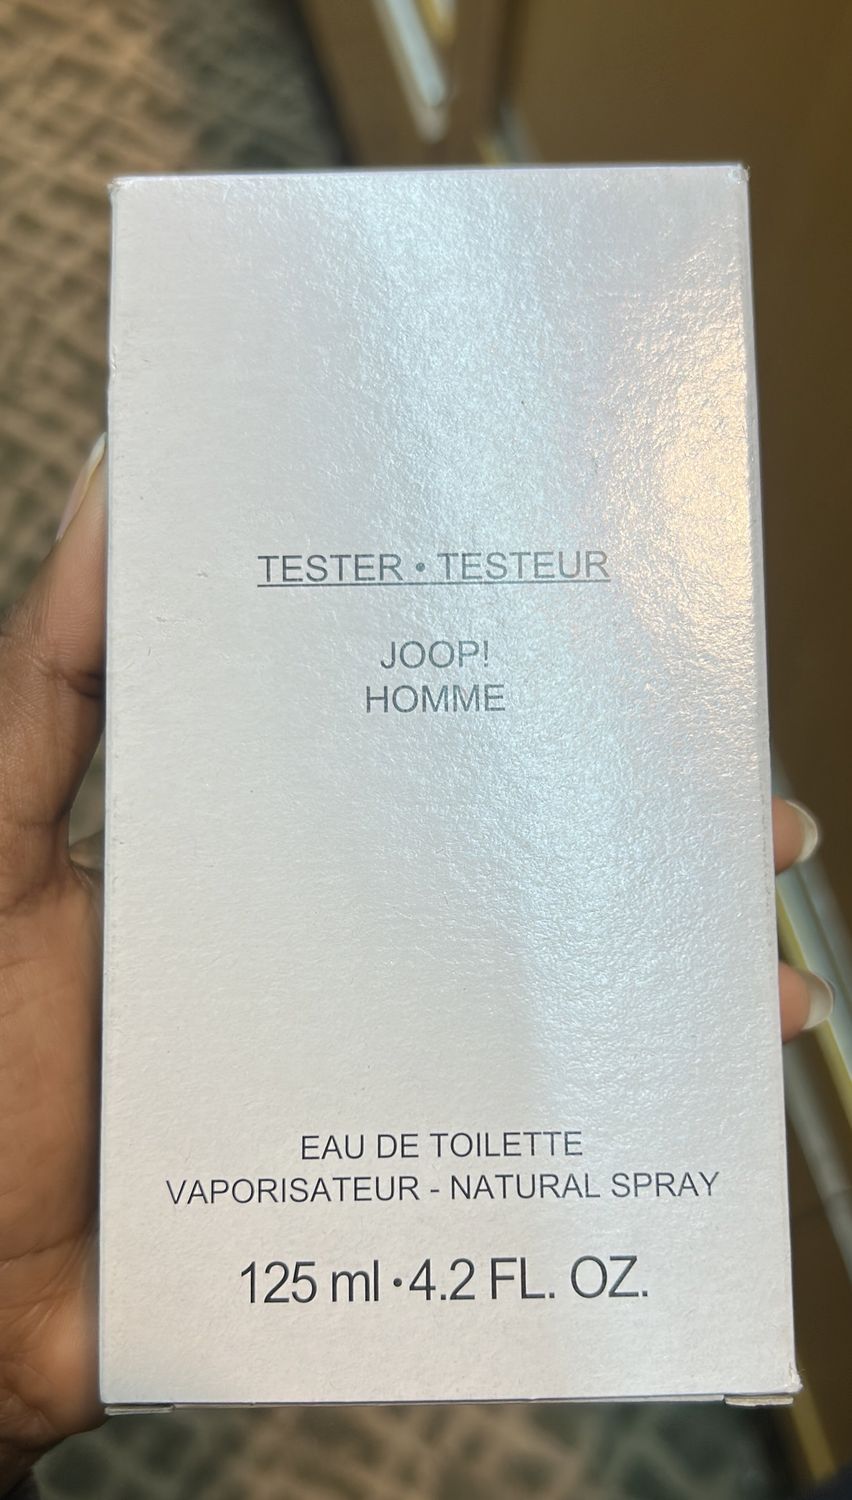 TESTER • TESTEUR
JOOP!
HOMME
EAU DE TOILETTE
VAPORISATEUR - NATURAL SPRAY
125 ml • 4.2 FL. OZ.